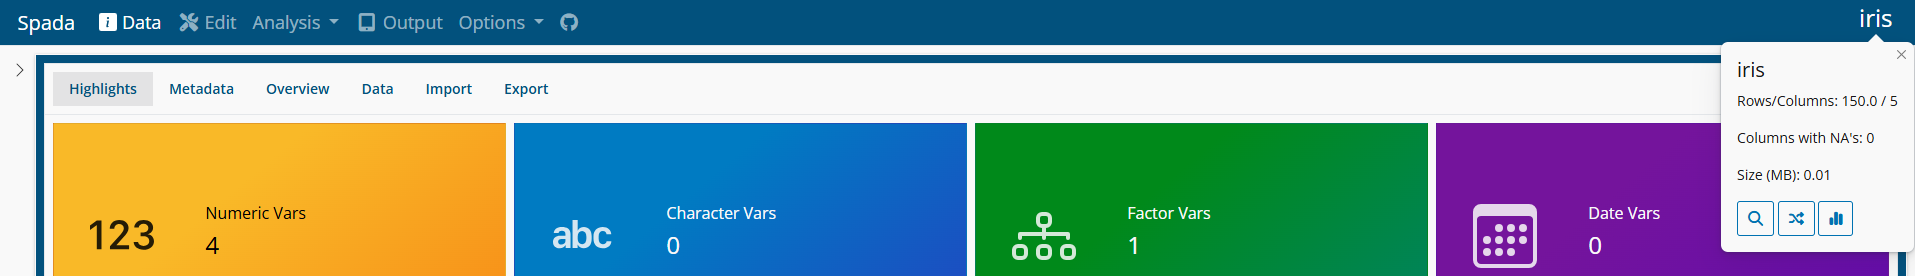 Spada Data Edit Analysis Output Options iris
Highlights Metadata Overview Data Import Export
iris
Rows/Columns: 150.0 / 5
Columns with NA's: 0
Size (MB): 0.01
123 Numeric Vars
4
abc Character Vars
0
Factor Vars
1
Date Vars
0